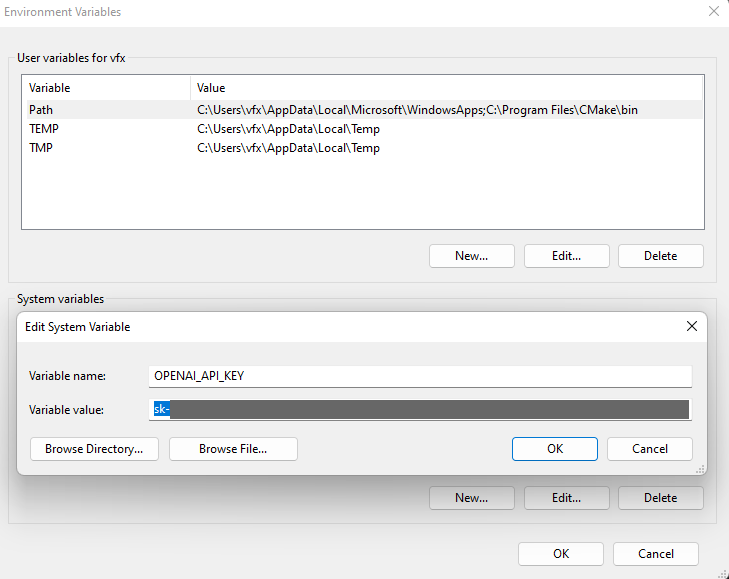 Environment Variables
User variables for vfx
Variable Value
Path C:\Users\vfx\AppData\Local\Microsoft\WindowsApps;C:\Program Files\CMake\bin
TEMP C:\Users\vfx\AppData\Local\Temp
TMP C:\Users\vfx\AppData\Local\Temp
New... Edit... Delete
System variables
Edit System Variable
Variable name: OPENAI_API_KEY
Variable value: sk-
Browse Directory... Browse File... OK Cancel
New... Edit... Delete
OK Cancel